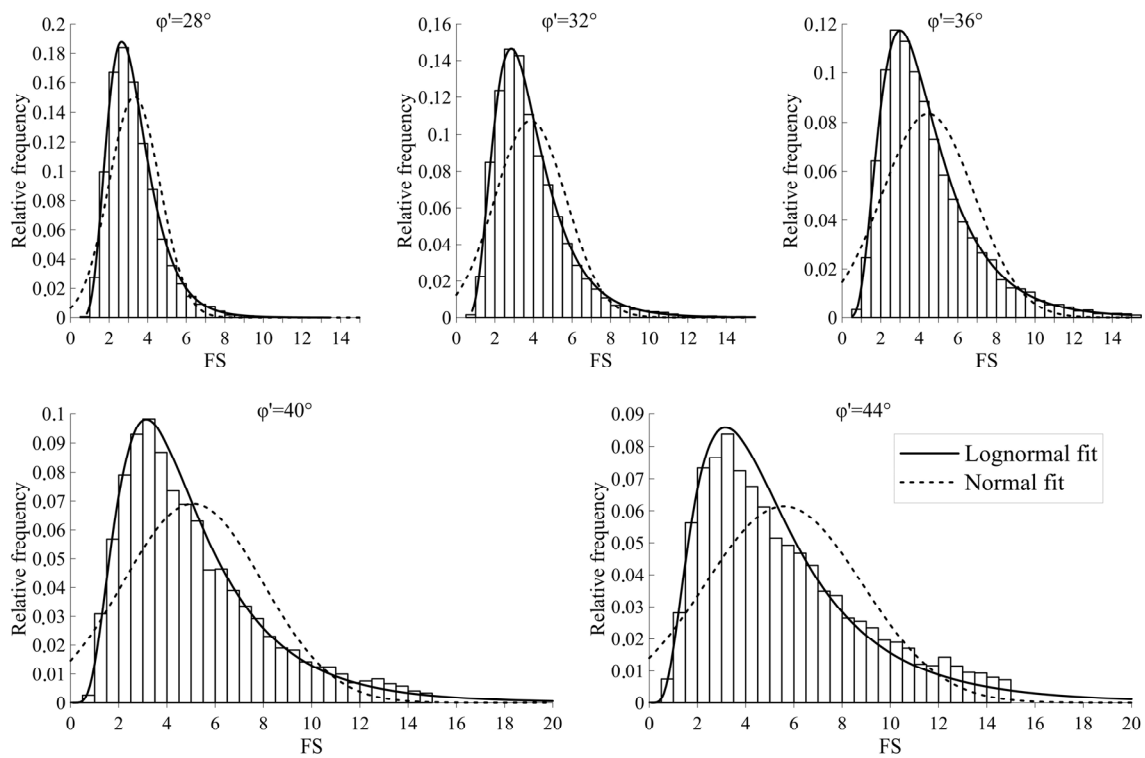 φ'=28°
Relative frequency
0.2
0.18
0.16
0.14
0.12
0.1
0.08
0.06
0.04
0.02
0
0 2 4 6 8 10 12 14
FS
φ'=32°
Relative frequency
0.16
0.14
0.12
0.1
0.08
0.06
0.04
0.02
0
0 2 4 6 8 10 12 14
FS
φ'=36°
Relative frequency
0.12
0.1
0.08
0.06
0.04
0.02
0
0 2 4 6 8 10 12 14
FS
φ'=40°
Relative frequency
0.1
0.09
0.08
0.07
0.06
0.05
0.04
0.03
0.02
0.01
0
0 2 4 6 8 10 12 14 16 18 20
FS
φ'=44°
Relative frequency
0.09
0.08
0.07
0.06
0.05
0.04
0.03
0.02
0.01
0
0 2 4 6 8 10 12 14 16 18 20
FS
Lognormal fit
Normal fit